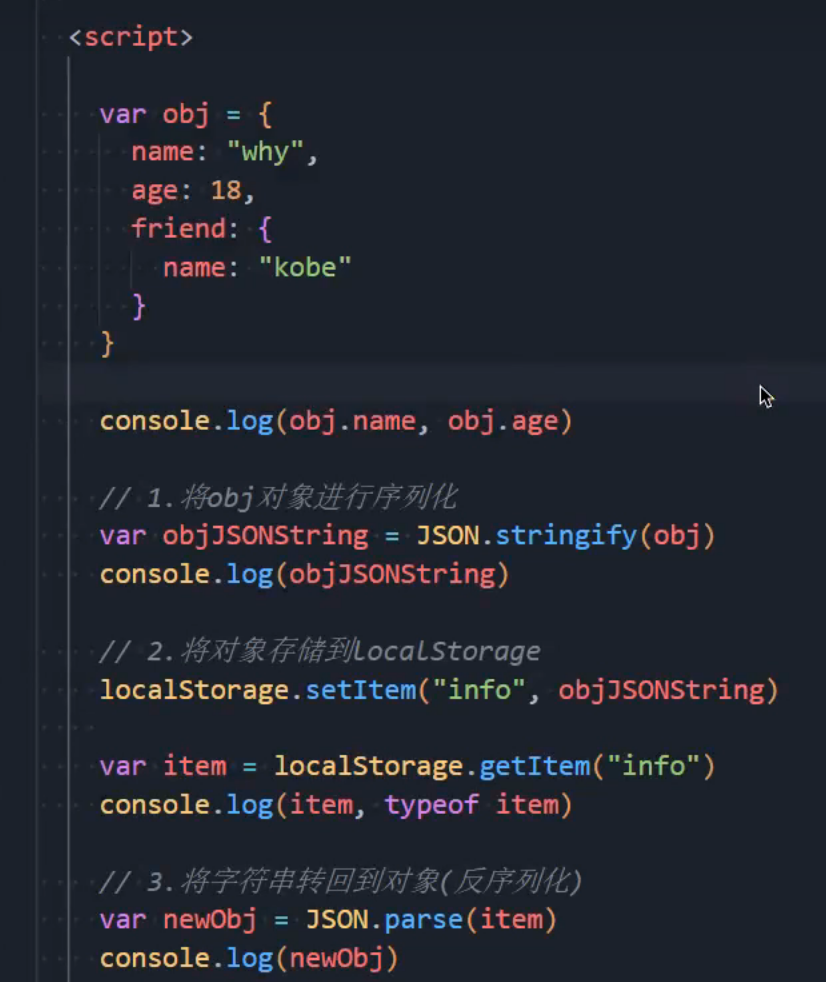 <script>
var obj = {
name: "why",
age: 18,
friend: {
name: "kobe"
}
}
console.log(obj.name, obj.age)
// 1.将obj对象进行序列化
var objJSONString = JSON.stringify(obj)
console.log(objJSONString)
// 2.将对象存储到LocalStorage
localStorage.setItem("info", objJSONString)
var item = localStorage.getItem("info")
console.log(item, typeof item)
// 3.将字符串转回到对象(反序列化)
var newObj = JSON.parse(item)
console.log(newObj)